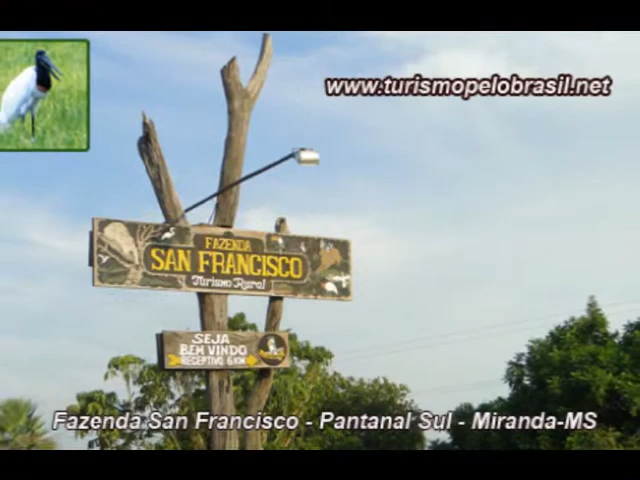 www.turismopelobrasil.net
FAZENDA
SAN FRANCISCO
Turismo Rural
SEJA
BEM VINDO
RECEPTIVO 6KM
Fazenda San Francisco - Pantanal Sul - Miranda-MS